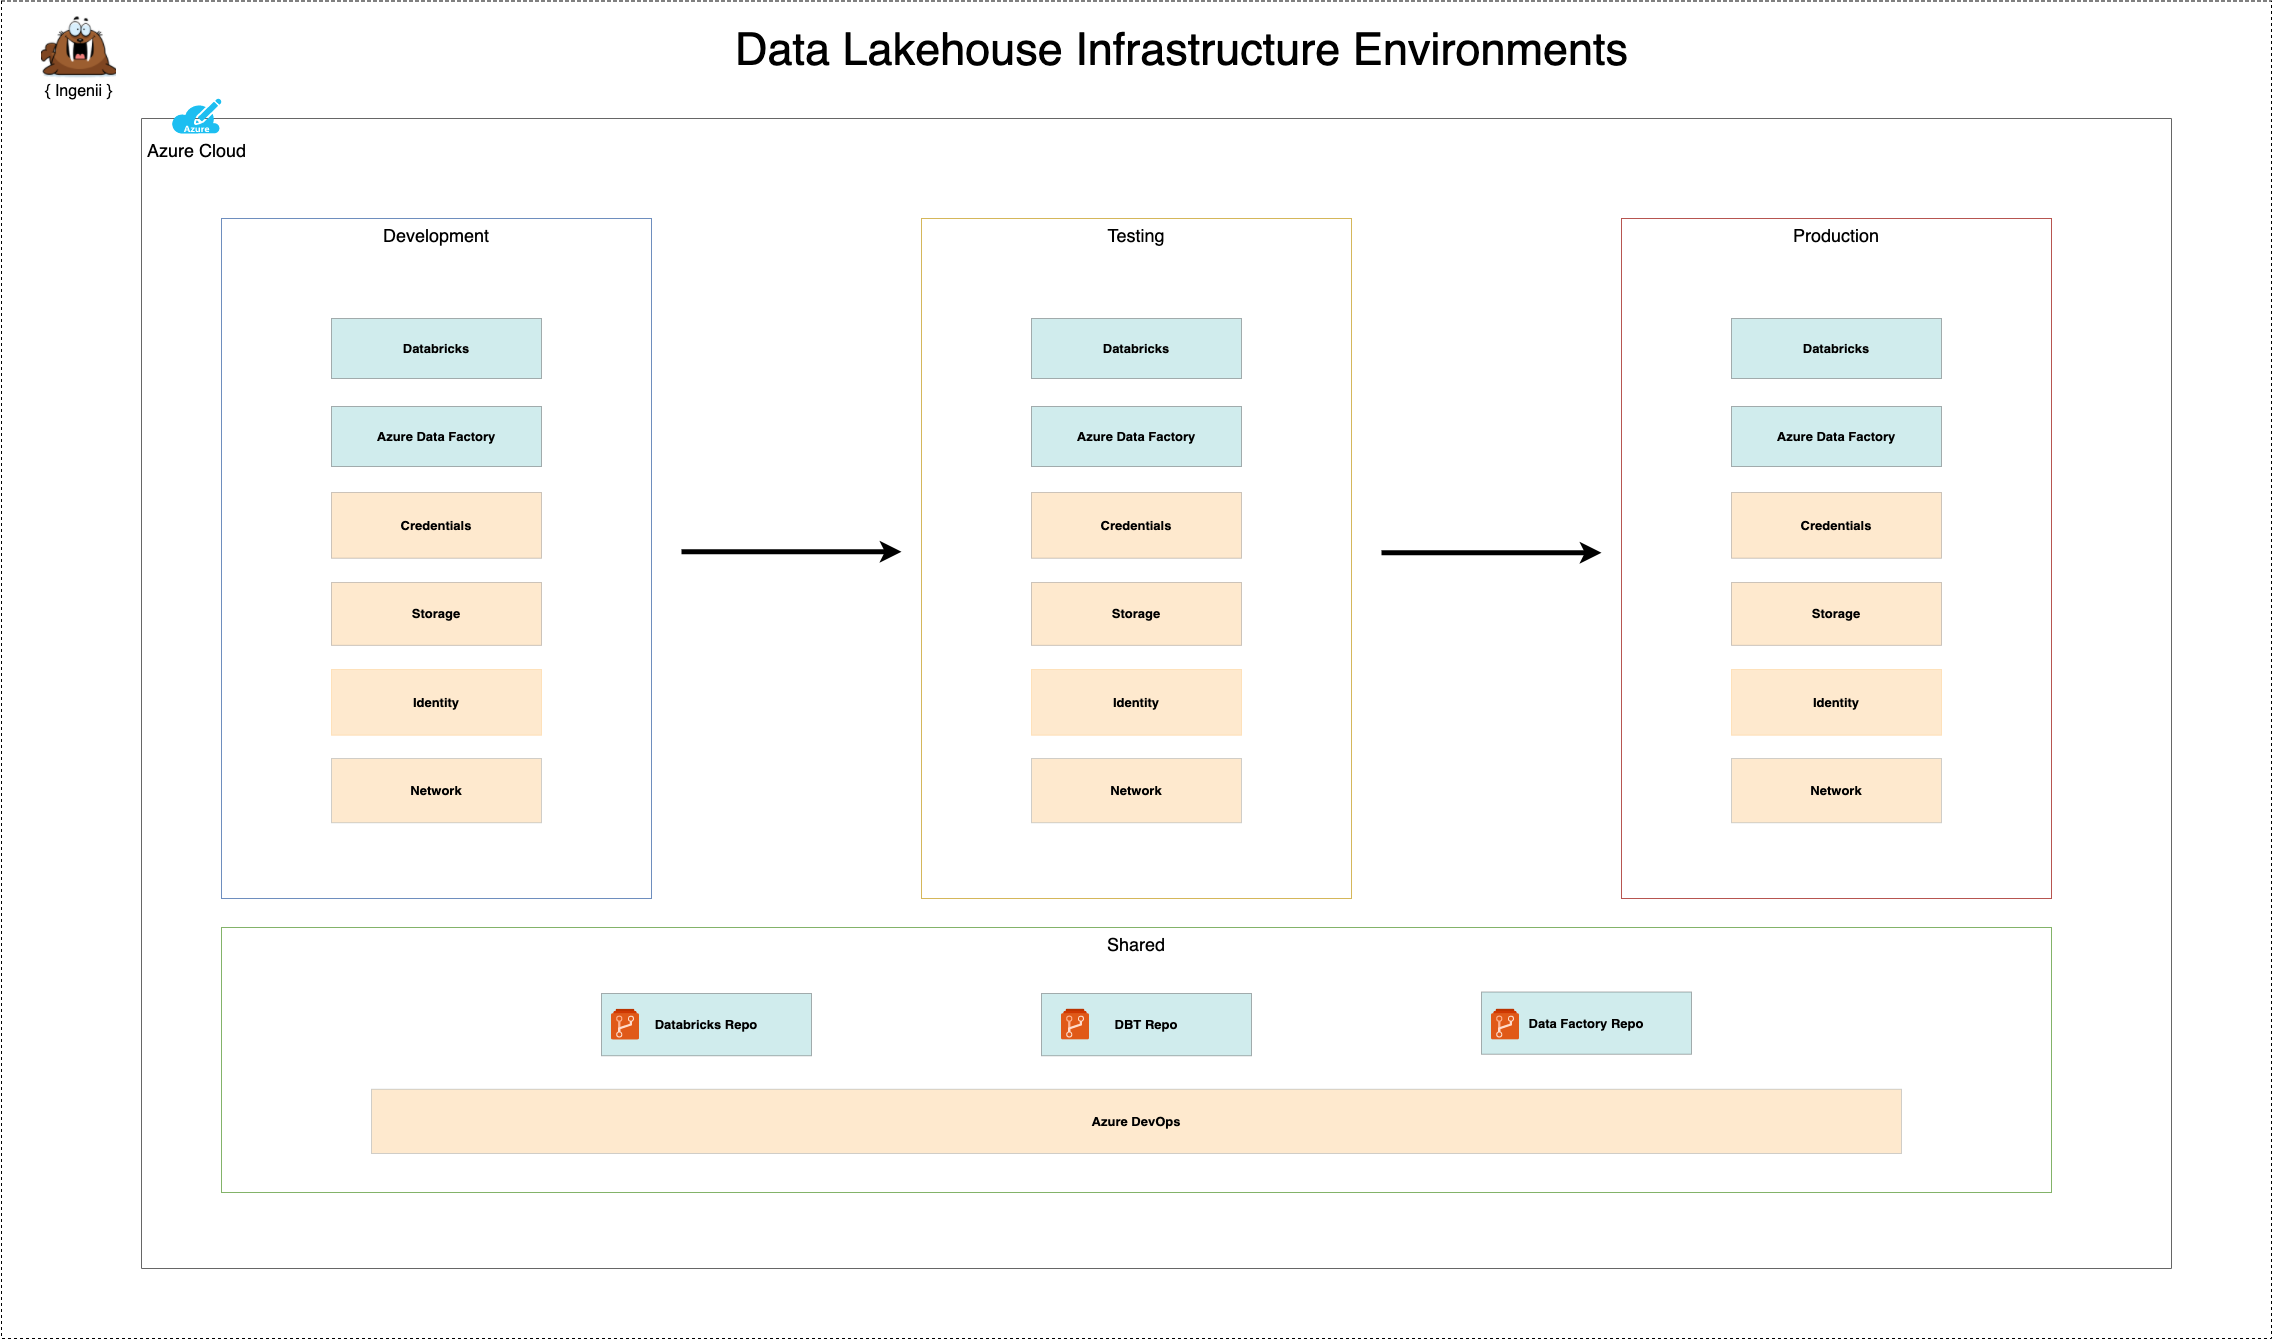 Data Lakehouse Infrastructure Environments
{ Ingenii }
Azure
Azure Cloud
Development
Databricks
Azure Data Factory
Credentials
Storage
Identity
Network
Testing
Databricks
Azure Data Factory
Credentials
Storage
Identity
Network
Production
Databricks
Azure Data Factory
Credentials
Storage
Identity
Network
Shared
Databricks Repo
DBT Repo
Data Factory Repo
Azure DevOps